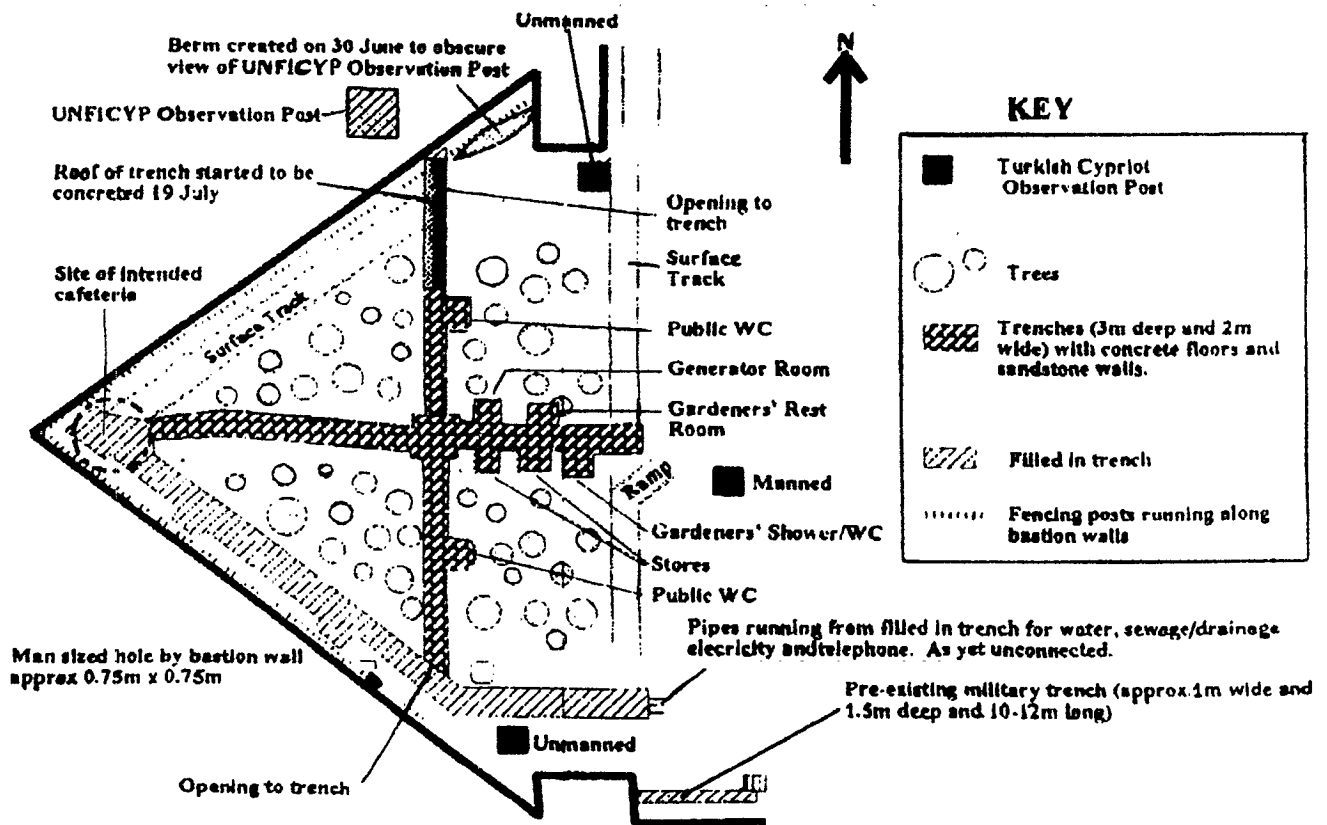 Unmanned
Berm created on 30 June to obscure
view of UNFICYP Observation Post
UNFICYP Observation Post
Roof of trench started to be
concreted 19 July
Site of intended
cafeteria
Surface Track
Opening to
trench
Surface
Track
Public WC
Generator Room
Gardeners' Rest
Room
Ramp
Manned
Gardeners' Shower/WC
Stores
Public WC
Pipes running from filled in trench for water, sewage/drainage
elecricity andtelephone. As yet unconnected.
Man sized hole by bastion wall
approx 0.75m x 0.75m
Pre-existing military trench (approx.1m wide and
1.5m deep and 10-12m long)
Unmanned
Opening to trench
N
KEY
Turkish Cypriot
Observation Post
Trees
Trenches (3m deep and 2m
wide) with concrete floors and
sandstone walls.
Filled in trench
Fencing posts running along
bastion walls